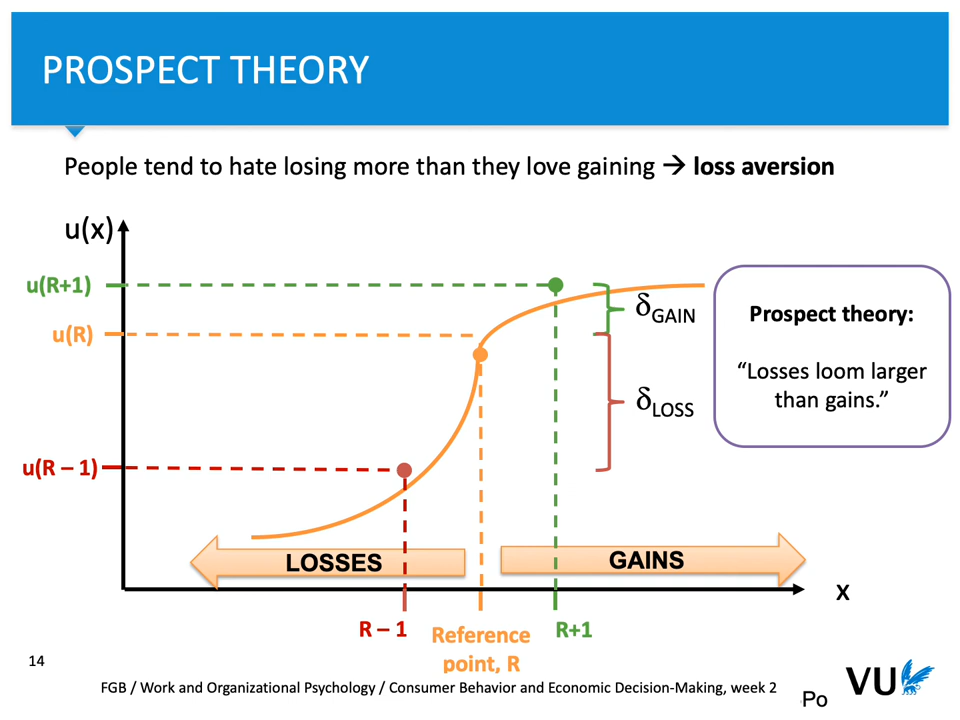 PROSPECT THEORY
People tend to hate losing more than they love gaining → loss aversion
u(x)
u(R+1)
δGAIN
u(R)
Prospect theory:
“Losses loom larger
than gains.”
δLOSS
u(R – 1)
LOSSES
GAINS
x
R – 1
Reference
point, R
R+1
14
FGB / Work and Organizational Psychology / Consumer Behavior and Economic Decision-Making, week 2
Po
VU